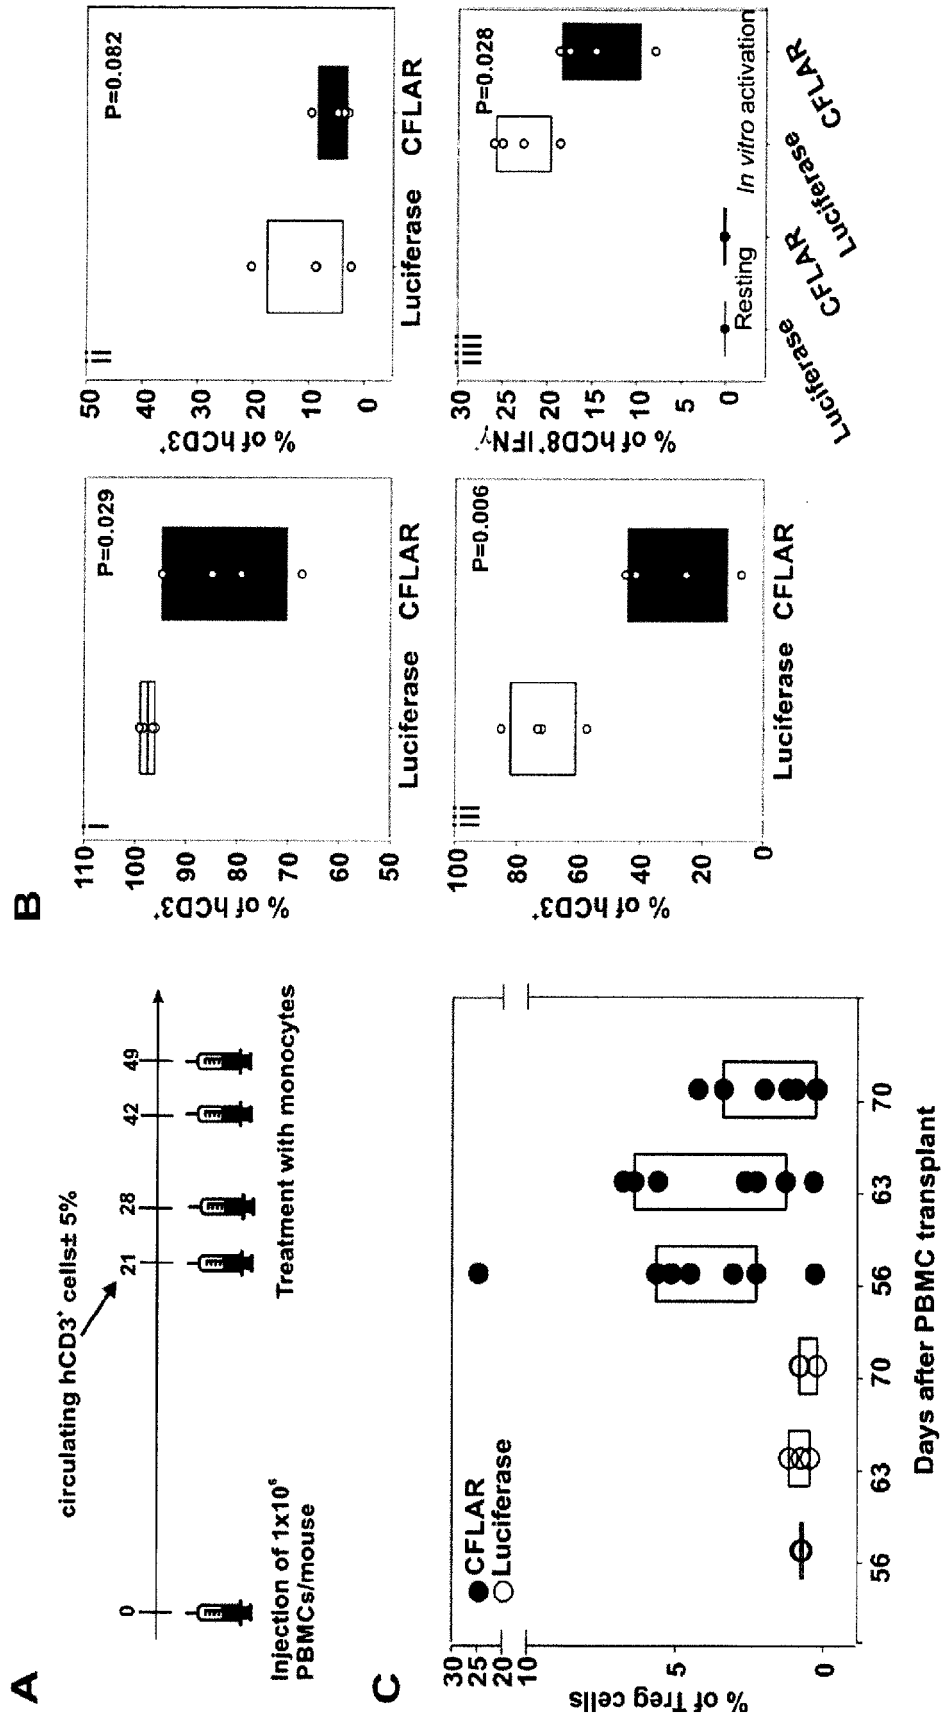 A
circulating hCD3⁺ cells± 5%
0
21
28
42
49
Injection of 1x10⁶
PBMCs/mouse
Treatment with monocytes
B
i
P=0.029
110
100
90
80
70
60
50
% of hCD3⁺
Luciferase
CFLAR
ii
P=0.082
50
40
30
20
10
0
% of hCD3⁺
Luciferase
CFLAR
iii
P=0.006
100
80
60
40
20
0
% of hCD3⁺
Luciferase
CFLAR
iiii
P=0.028
30
25
20
15
10
5
0
% of hCD8⁺IFNγ⁺
Resting
In vitro activation
Luciferase
CFLAR
Luciferase
CFLAR
C
CFLAR
Luciferase
30
25
20
10
5
0
% of Treg cells
56
63
70
56
63
70
Days after PBMC transplant